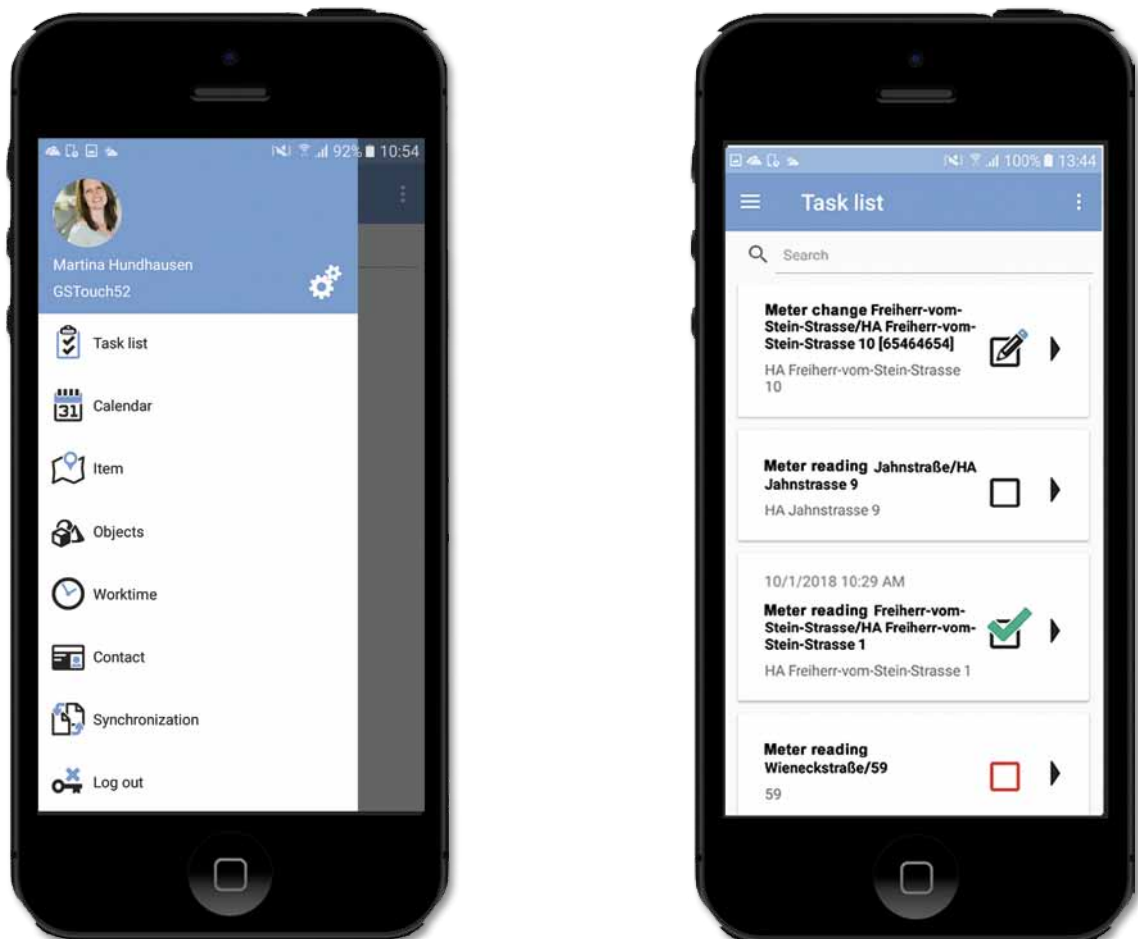 92% 10:54
Martina Hundhausen
GSTouch52
Task list
31 Calendar
Item
Objects
Worktime
Contact
Synchronization
Log out
100% 13:44
Task list
Search
Meter change Freiherr-vom-
Stein-Strasse/HA Freiherr-vom-
Stein-Strasse 10 [65464654]
HA Freiherr-vom-Stein-Strasse
10
Meter reading Jahnstraße/HA
Jahnstrasse 9
HA Jahnstrasse 9
10/1/2018 10:29 AM
Meter reading Freiherr-vom-
Stein-Strasse/HA Freiherr-vom-
Stein-Strasse 1
HA Freiherr-vom-Stein-Strasse 1
Meter reading
Wieneckstraße/59
59